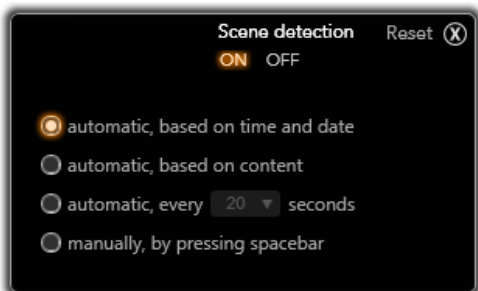 Scene detection Reset X
ON OFF
automatic, based on time and date
automatic, based on content
automatic, every 20 seconds
manually, by pressing spacebar